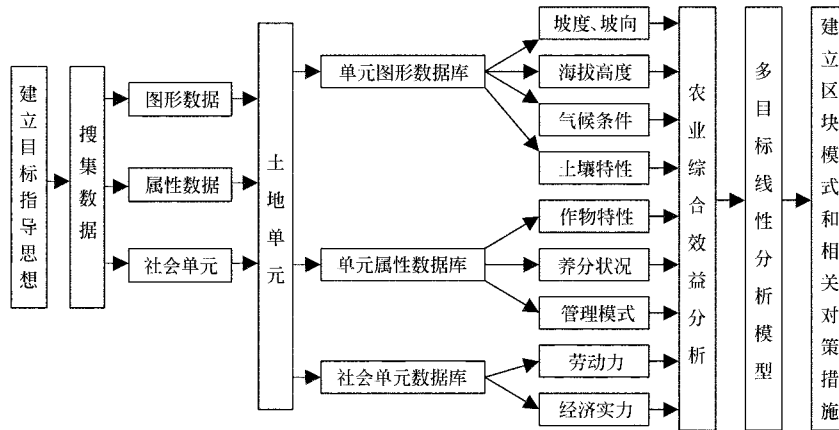 建立目标指导思想
搜集数据
图形数据
属性数据
社会单元
土地单元
单元图形数据库
单元属性数据库
社会单元数据库
坡度、坡向
海拔高度
气候条件
土壤特性
作物特性
养分状况
管理模式
劳动力
经济实力
农业综合效益分析
多目标线性分析模型
建立区块模式和相关对策措施